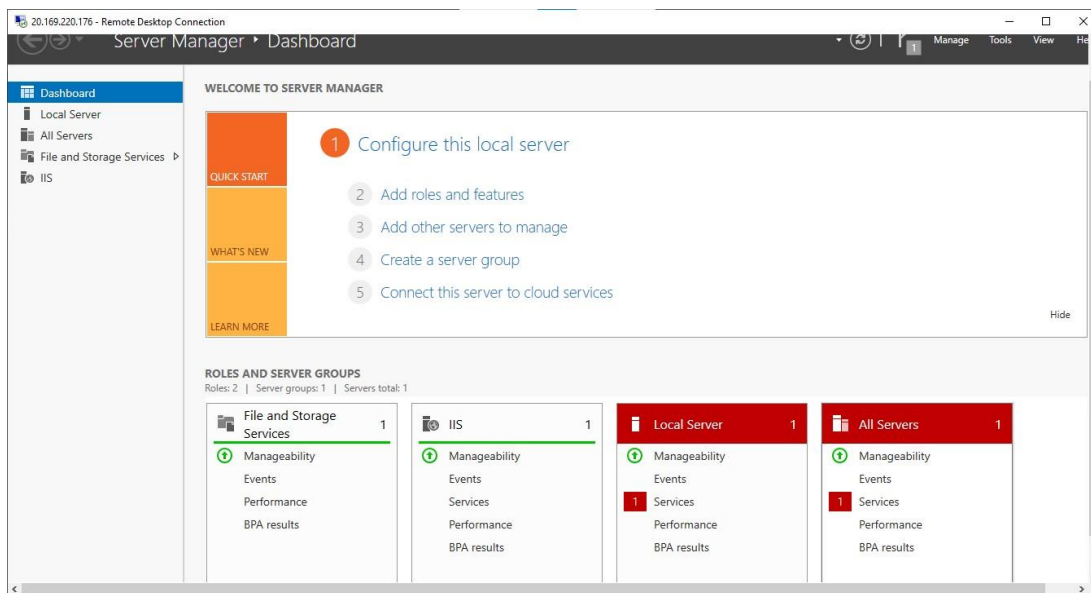 20.169.220.176 - Remote Desktop Connection
Server Manager • Dashboard
1
Manage Tools View He
Dashboard
Local Server
All Servers
File and Storage Services
IIS
WELCOME TO SERVER MANAGER
QUICK START
WHAT'S NEW
LEARN MORE
1 Configure this local server
2 Add roles and features
3 Add other servers to manage
4 Create a server group
5 Connect this server to cloud services
Hide
ROLES AND SERVER GROUPS
Roles: 2 | Server groups: 1 | Servers total: 1
File and Storage
Services
1
Manageability
Events
Performance
BPA results
IIS 1
Manageability
Events
Services
Performance
BPA results
Local Server 1
Manageability
Events
1 Services
Performance
BPA results
All Servers 1
Manageability
Events
1 Services
Performance
BPA results